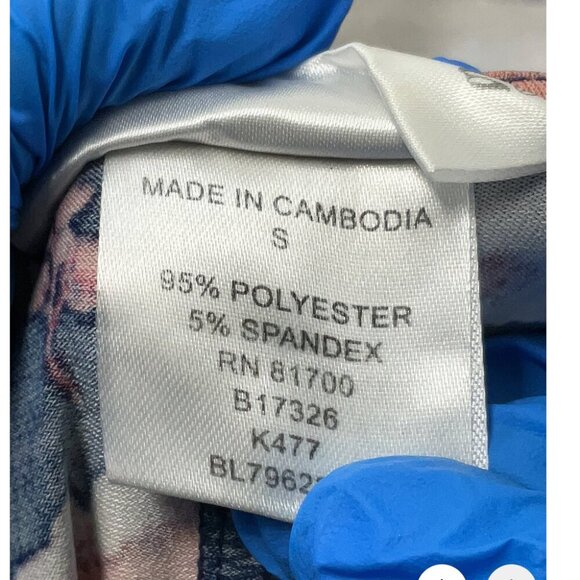 MADE IN CAMBODIA
S
95% POLYESTER
5% SPANDEX
RN 81700
B17326
K477